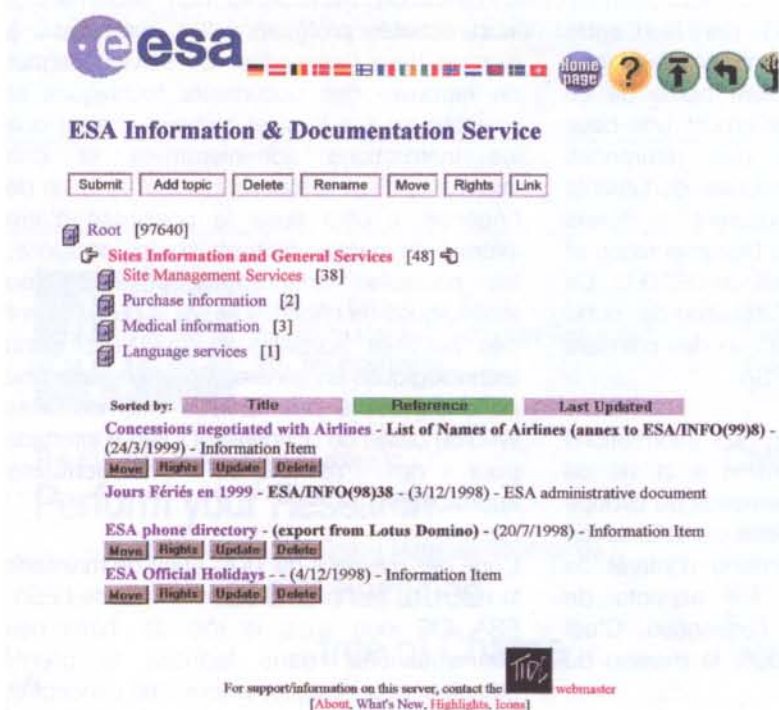 esa
Home page
ESA Information & Documentation Service
Submit Add topic Delete Rename Move Rights Link
Root [97640]
Sites Information and General Services [48]
Site Management Services [38]
Purchase information [2]
Medical information [3]
Language services [1]
Sorted by: Title Reference Last Updated
Concessions negotiated with Airlines - List of Names of Airlines (annex to ESA/INFO(99)8) -
(24/3/1999) - Information Item
Move Rights Update Delete
Jours Fériés en 1999 - ESA/INFO(98)38 - (3/12/1998) - ESA administrative document
ESA phone directory - (export from Lotus Domino) - (20/7/1998) - Information Item
Move Rights Update Delete
ESA Official Holidays - - (4/12/1998) - Information Item
Move Rights Update Delete
TIDS
For support/information on this server, contact the webmaster
[About, What's New, Highlights, Icons]